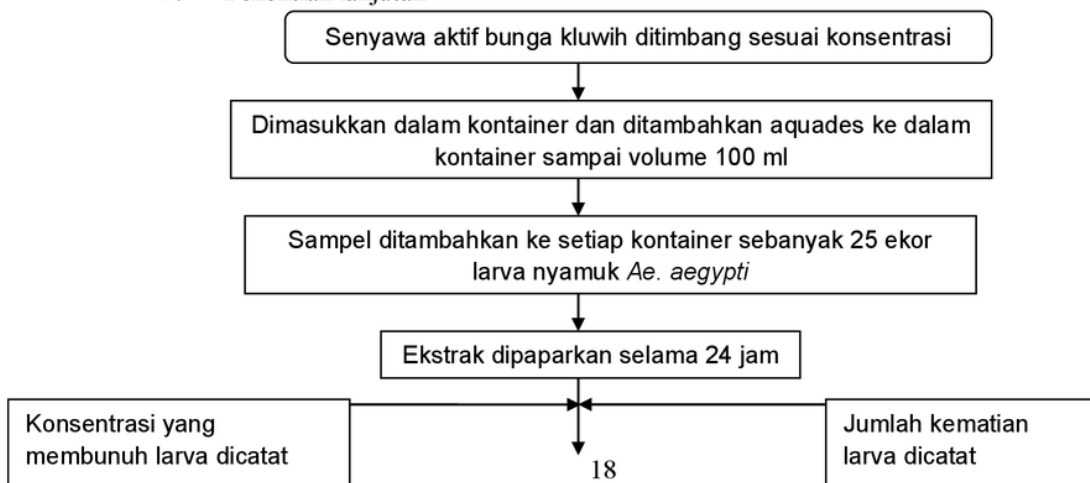 Senyawa aktif bunga kluwih ditimbang sesuai konsentrasi
Dimasukkan dalam kontainer dan ditambahkan aquades ke dalam
kontainer sampai volume 100 ml
Sampel ditambahkan ke setiap kontainer sebanyak 25 ekor
larva nyamuk Ae. aegypti
Ekstrak dipaparkan selama 24 jam
Konsentrasi yang
membunuh larva dicatat
Jumlah kematian
larva dicatat
18